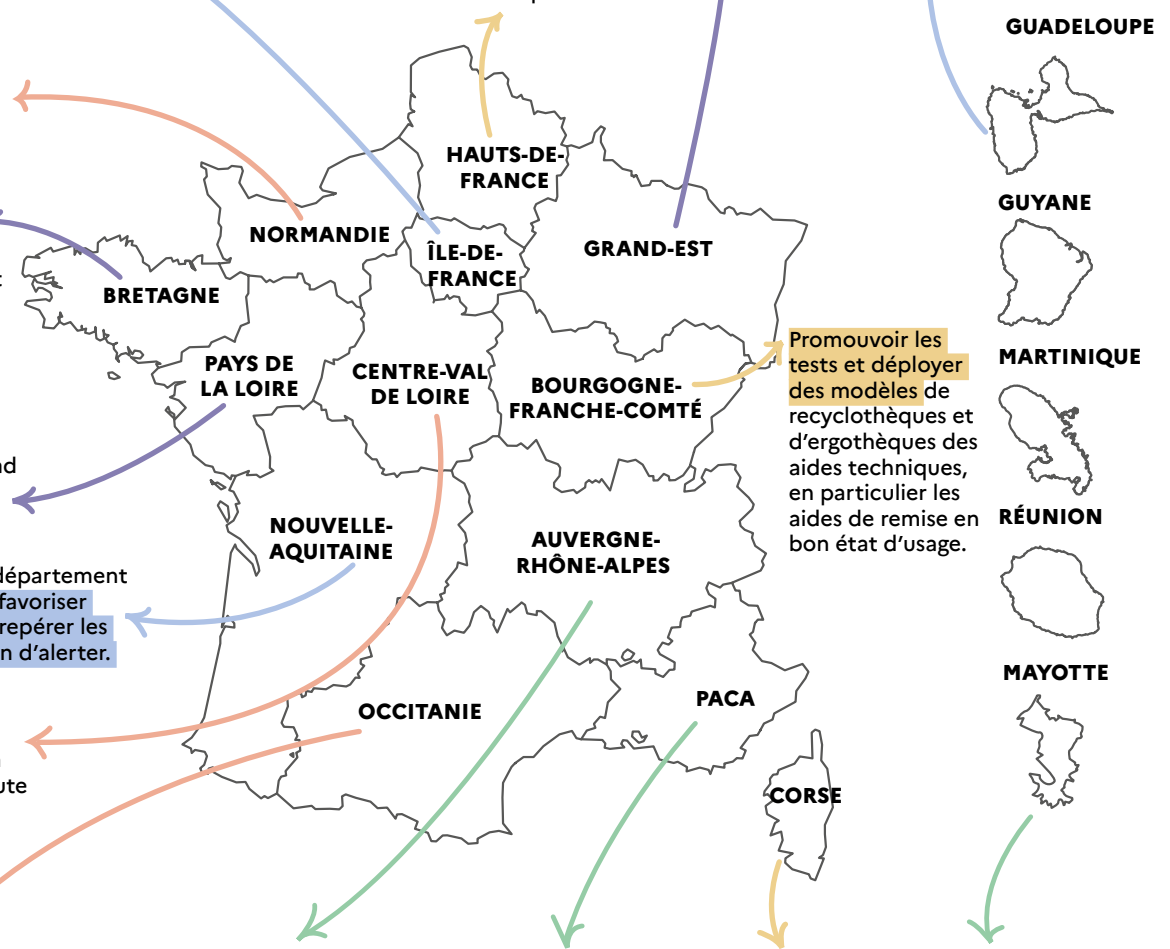 GUADELOUPE
HAUTS-DE-
FRANCE
GUYANE
NORMANDIE
ÎLE-DE-
FRANCE
GRAND-EST
BRETAGNE
PAYS DE
LA LOIRE
CENTRE-VAL
DE LOIRE
BOURGOGNE-
FRANCHE-COMTÉ
Promouvoir les
tests et déployer
des modèles de
recyclothèques et
d’ergothèques des
aides techniques,
en particulier les
aides de remise en
bon état d’usage.
MARTINIQUE
RÉUNION
NOUVELLE-
AQUITAINE
AUVERGNE-
RHÔNE-ALPES
département
favoriser
repérer les
n d’alerter.
MAYOTTE
OCCITANIE
PACA
ute
CORSE